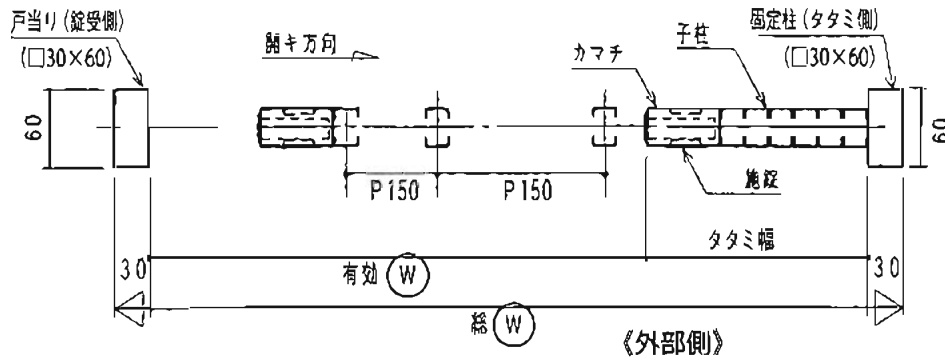 戸当り(錠受側)
(□30×60)
開キ方向
カマチ
子柱
固定柱(タタミ側)
(□30×60)
60
60
P150
P150
施錠
タタミ幅
30
有効 W
30
総 W
《外部側》